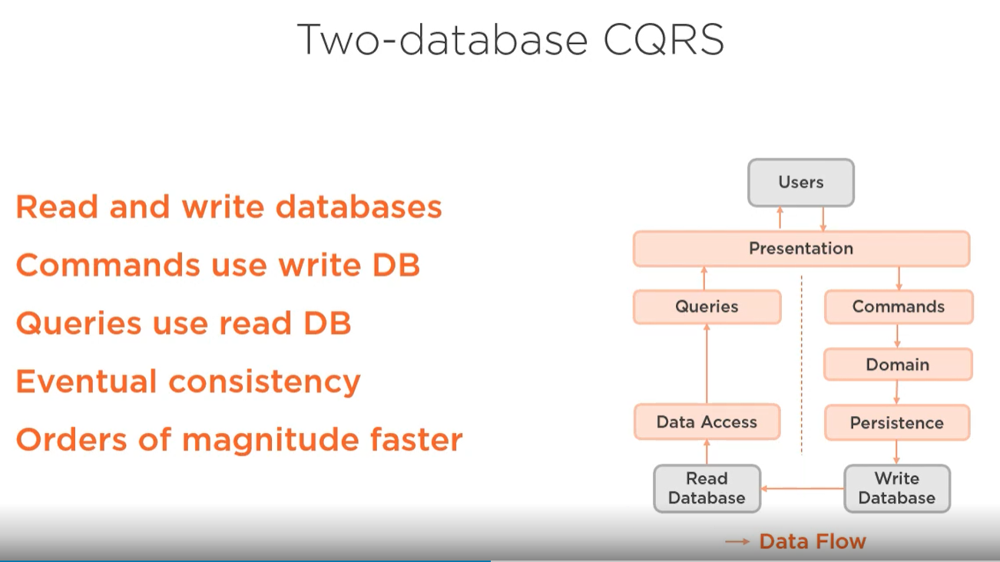 Two-database CQRS
Read and write databases
Commands use write DB
Queries use read DB
Eventual consistency
Orders of magnitude faster
Users
Presentation
Queries
Commands
Domain
Data Access
Persistence
Read
Database
Write
Database
Data Flow